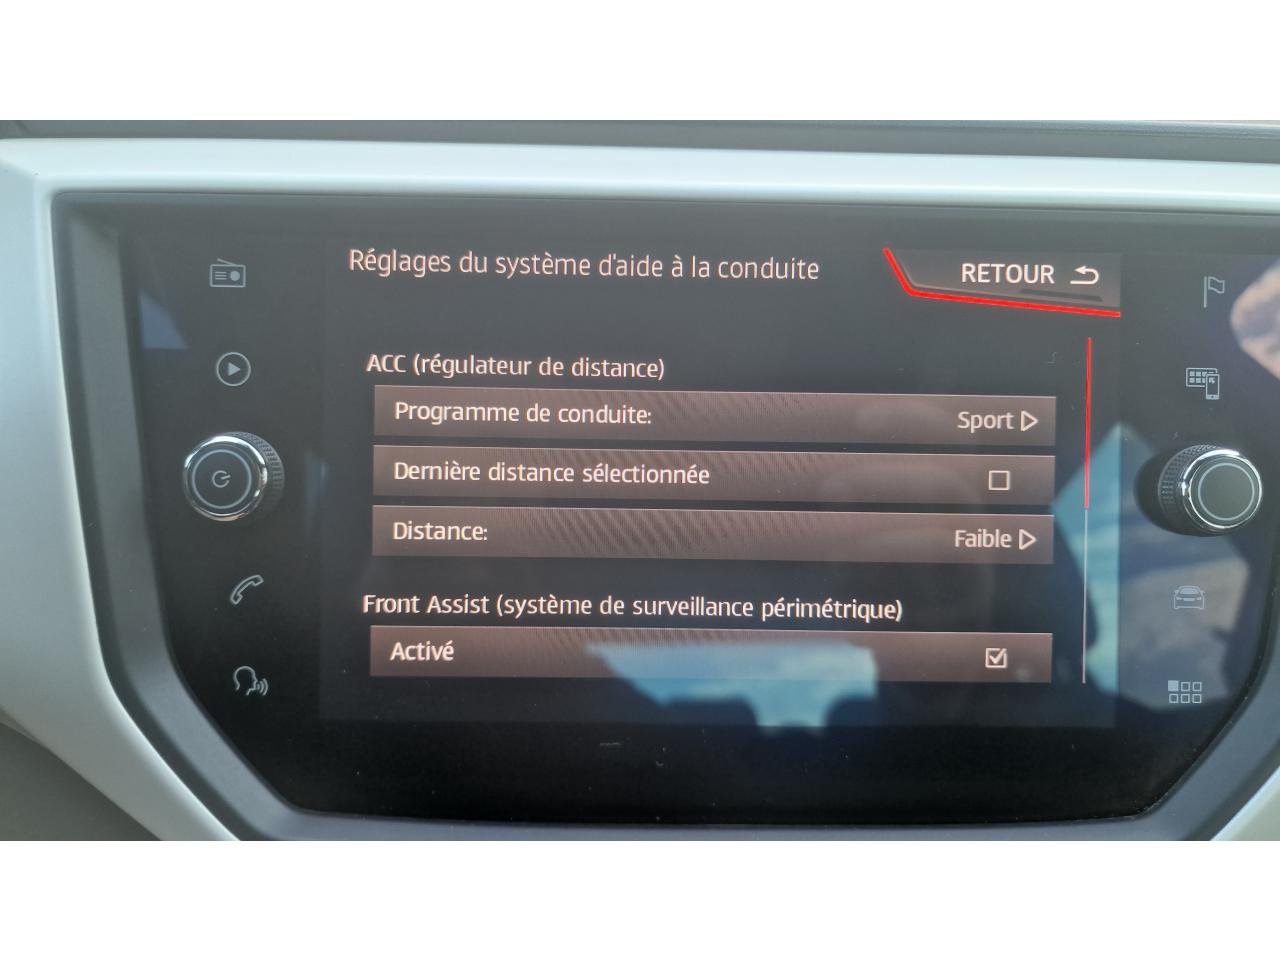 Réglages du système d'aide à la conduite
RETOUR
ACC (régulateur de distance)
Programme de conduite: Sport
Dernière distance sélectionnée
Distance: Faible
Front Assist (système de surveillance périmétrique)
Activé